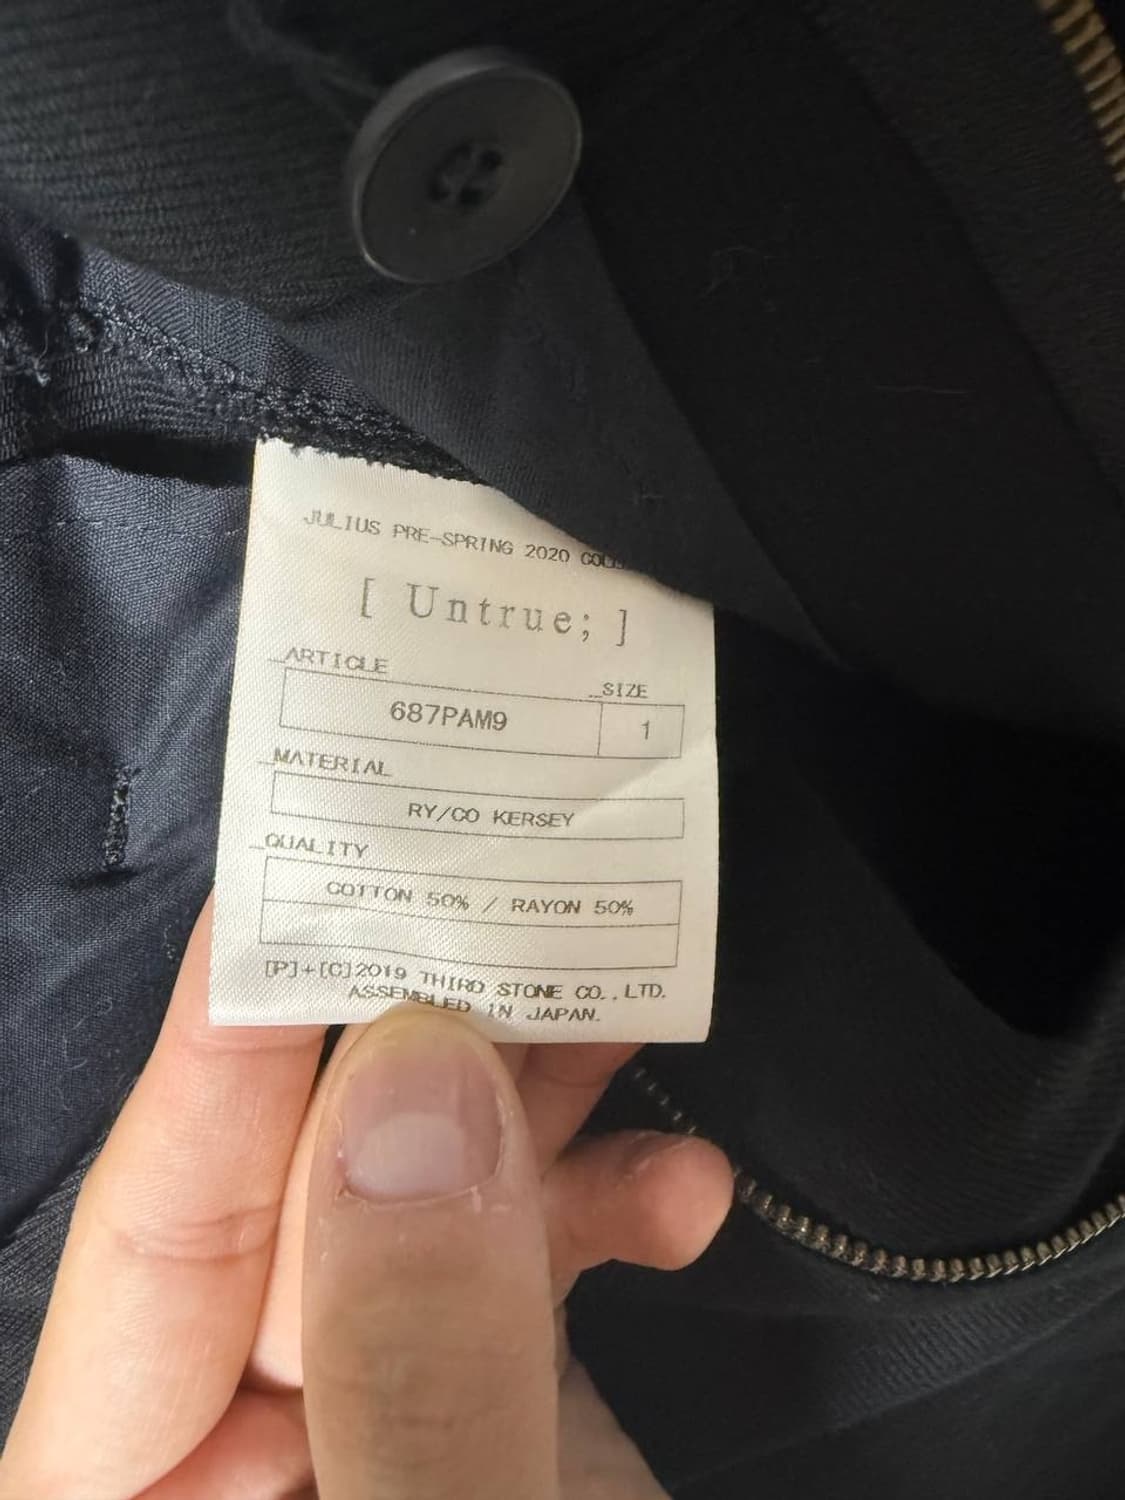 JULIUS PRE-SPRING 2020
[ Untrue; ]
_ARTICLE
_SIZE
687PAM9
1
_MATERIAL
RY/CO KERSEY
_QUALITY
COTTON 50% / RAYON 50%
[P]+[C]2019 THIRD STONE CO.,LTD.
ASSEMBLED IN JAPAN.